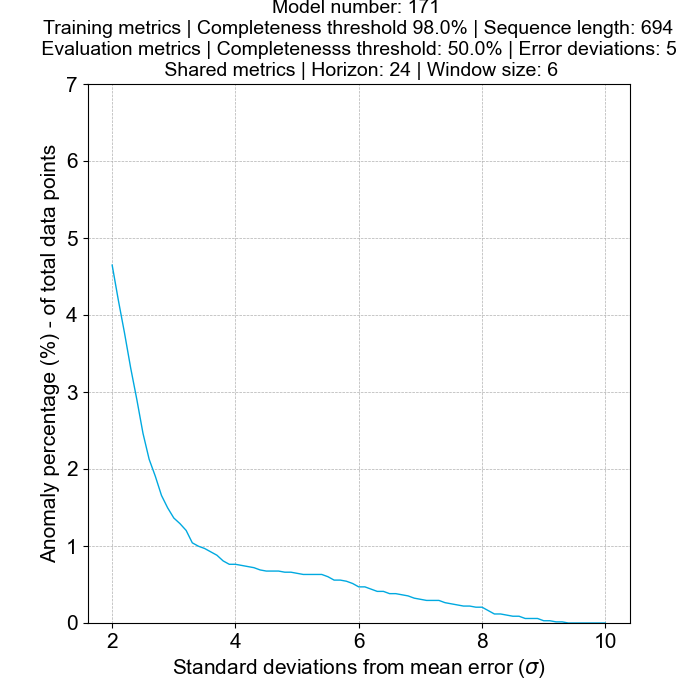 Model number: 171
Training metrics | Completeness threshold 98.0% | Sequence length: 694
Evaluation metrics | Completenesss threshold: 50.0% | Error deviations: 5
Shared metrics | Horizon: 24 | Window size: 6
Anomaly percentage (%) - of total data points
7
6
5
4
3
2
1
0
2 4 6 8 10
Standard deviations from mean error (σ)